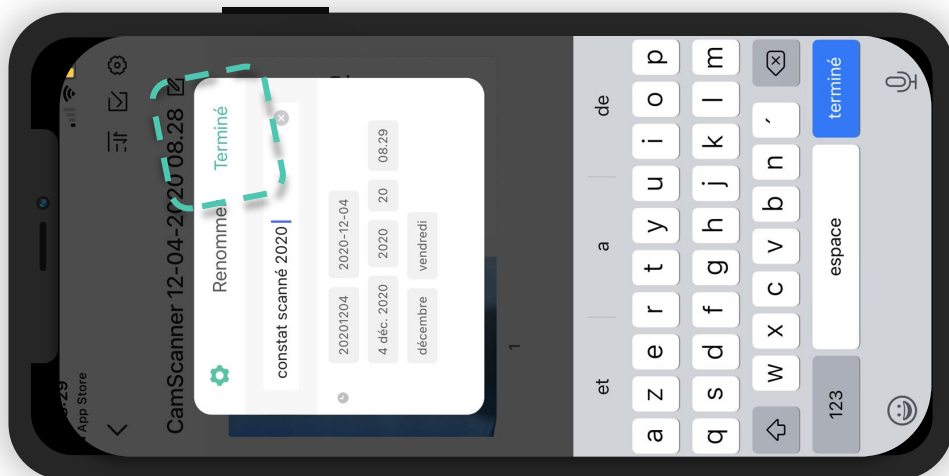 App Store
CamScanner 12-04-2020 08.28
Renommer
Terminé
constat scanné 2020
20201204
2020-12-04
4 déc. 2020
2020
20
08.29
décembre
vendredi
1
et
a
de
a z e r t y u i o p
q s d f g h j k l m
w x c v b n ´
123
espace
terminé